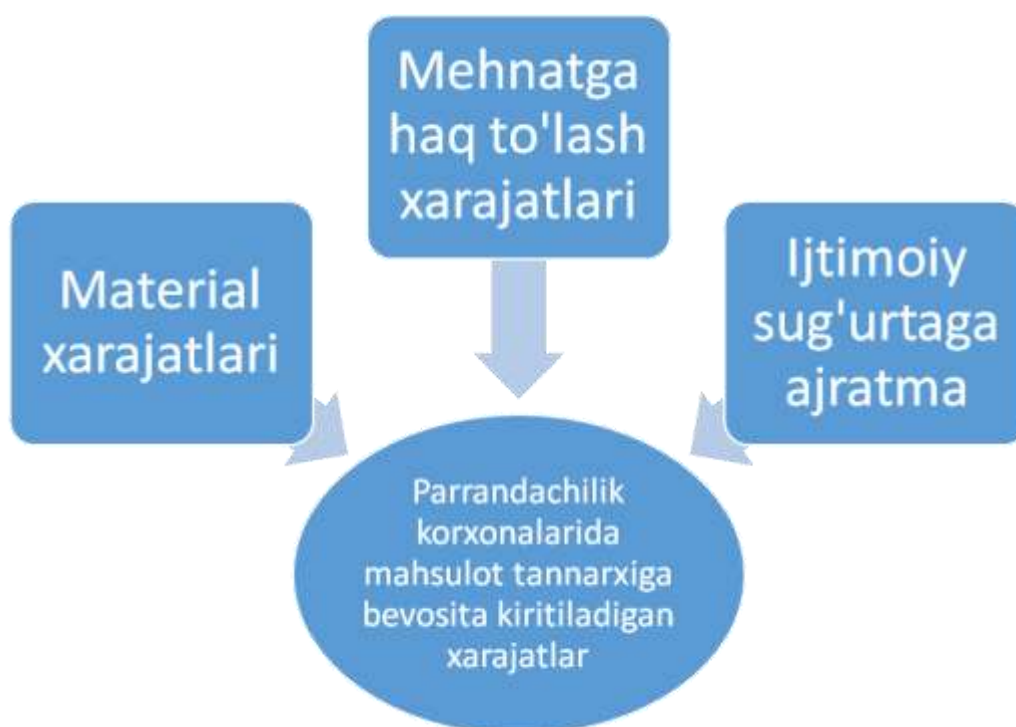 Mehnatga
haq to'lash
xarajatlari
Material
xarajatlari
Ijtimoiy
sug'urtaga
ajratma
Parrandachilik
korxonalarida
mahsulot tannarxiga
bevosita kiritiladigan
xarajatlar